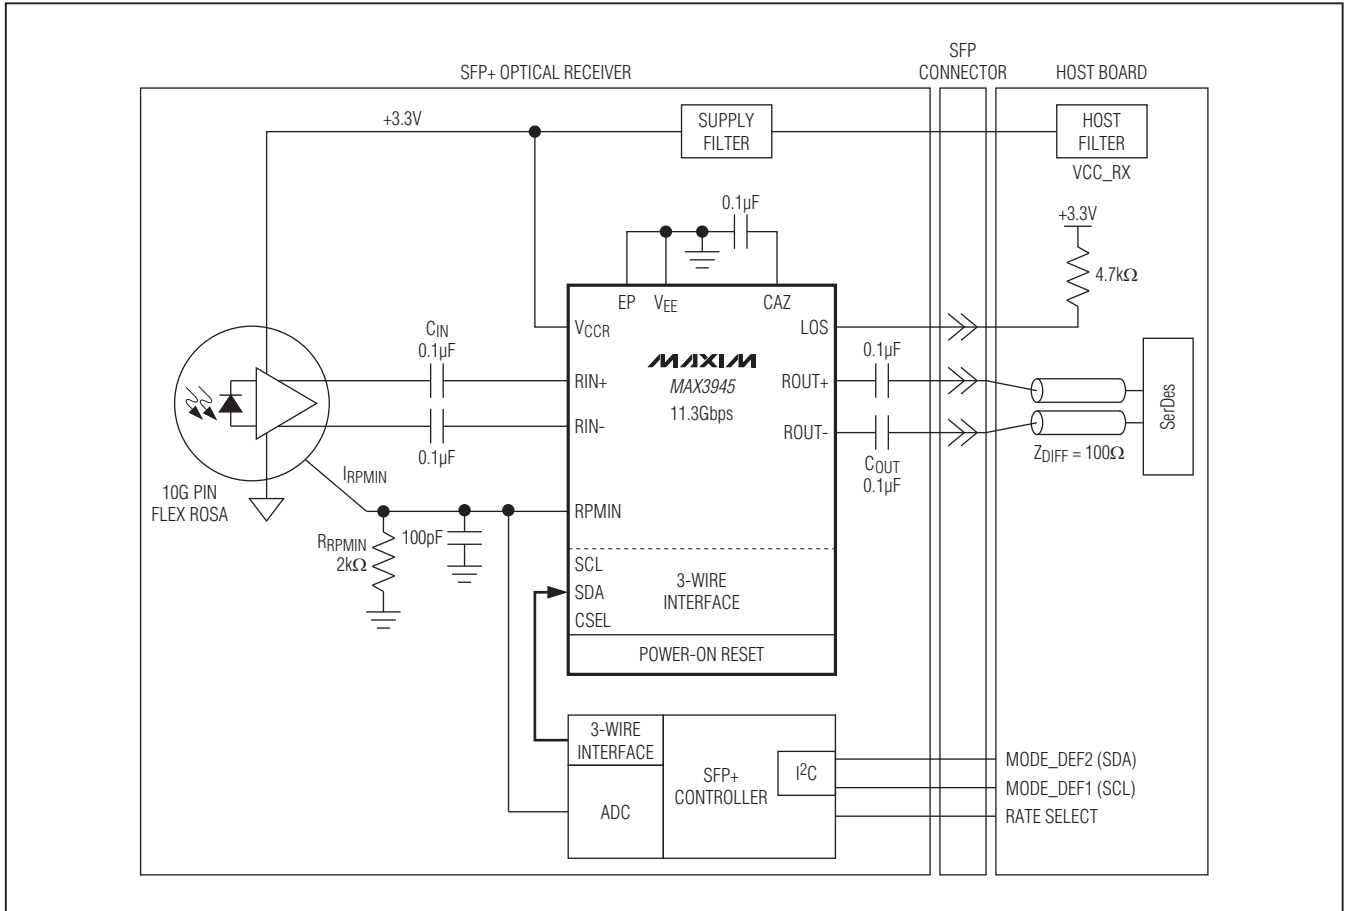 SFP
CONNECTOR
SFP+ OPTICAL RECEIVER
HOST BOARD
+3.3V
SUPPLY
FILTER
HOST
FILTER
VCC_RX
0.1µF
+3.3V
4.7kΩ
EP
VEE
CAZ
VCCR
LOS
CIN
0.1µF
MAXIM
MAX3945
11.3Gbps
0.1µF
RIN+
ROUT+
RIN-
ROUT-
0.1µF
SerDes
ZDIFF = 100Ω
COUT
0.1µF
IRPMIN
10G PIN
FLEX ROSA
RPMIN
RRPMIN
2kΩ
100pF
SCL
SDA
CSEL
3-WIRE
INTERFACE
POWER-ON RESET
3-WIRE
INTERFACE
ADC
SFP+
CONTROLLER
I2C
MODE_DEF2 (SDA)
MODE_DEF1 (SCL)
RATE SELECT